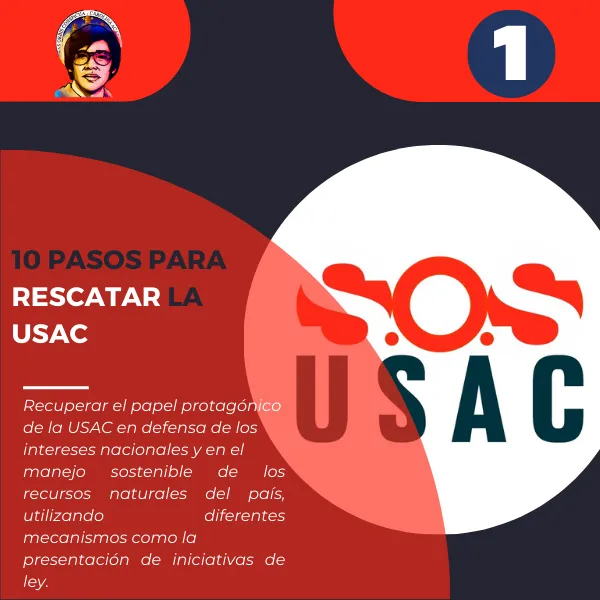 1
10 PASOS PARA
RESCATAR LA
USAC
S.O.S
USAC
Recuperar el papel protagónico
de la USAC en defensa de los
intereses nacionales y en el
manejo sostenible de los
recursos naturales del país,
utilizando diferentes
mecanismos como la
presentación de iniciativas de
ley.